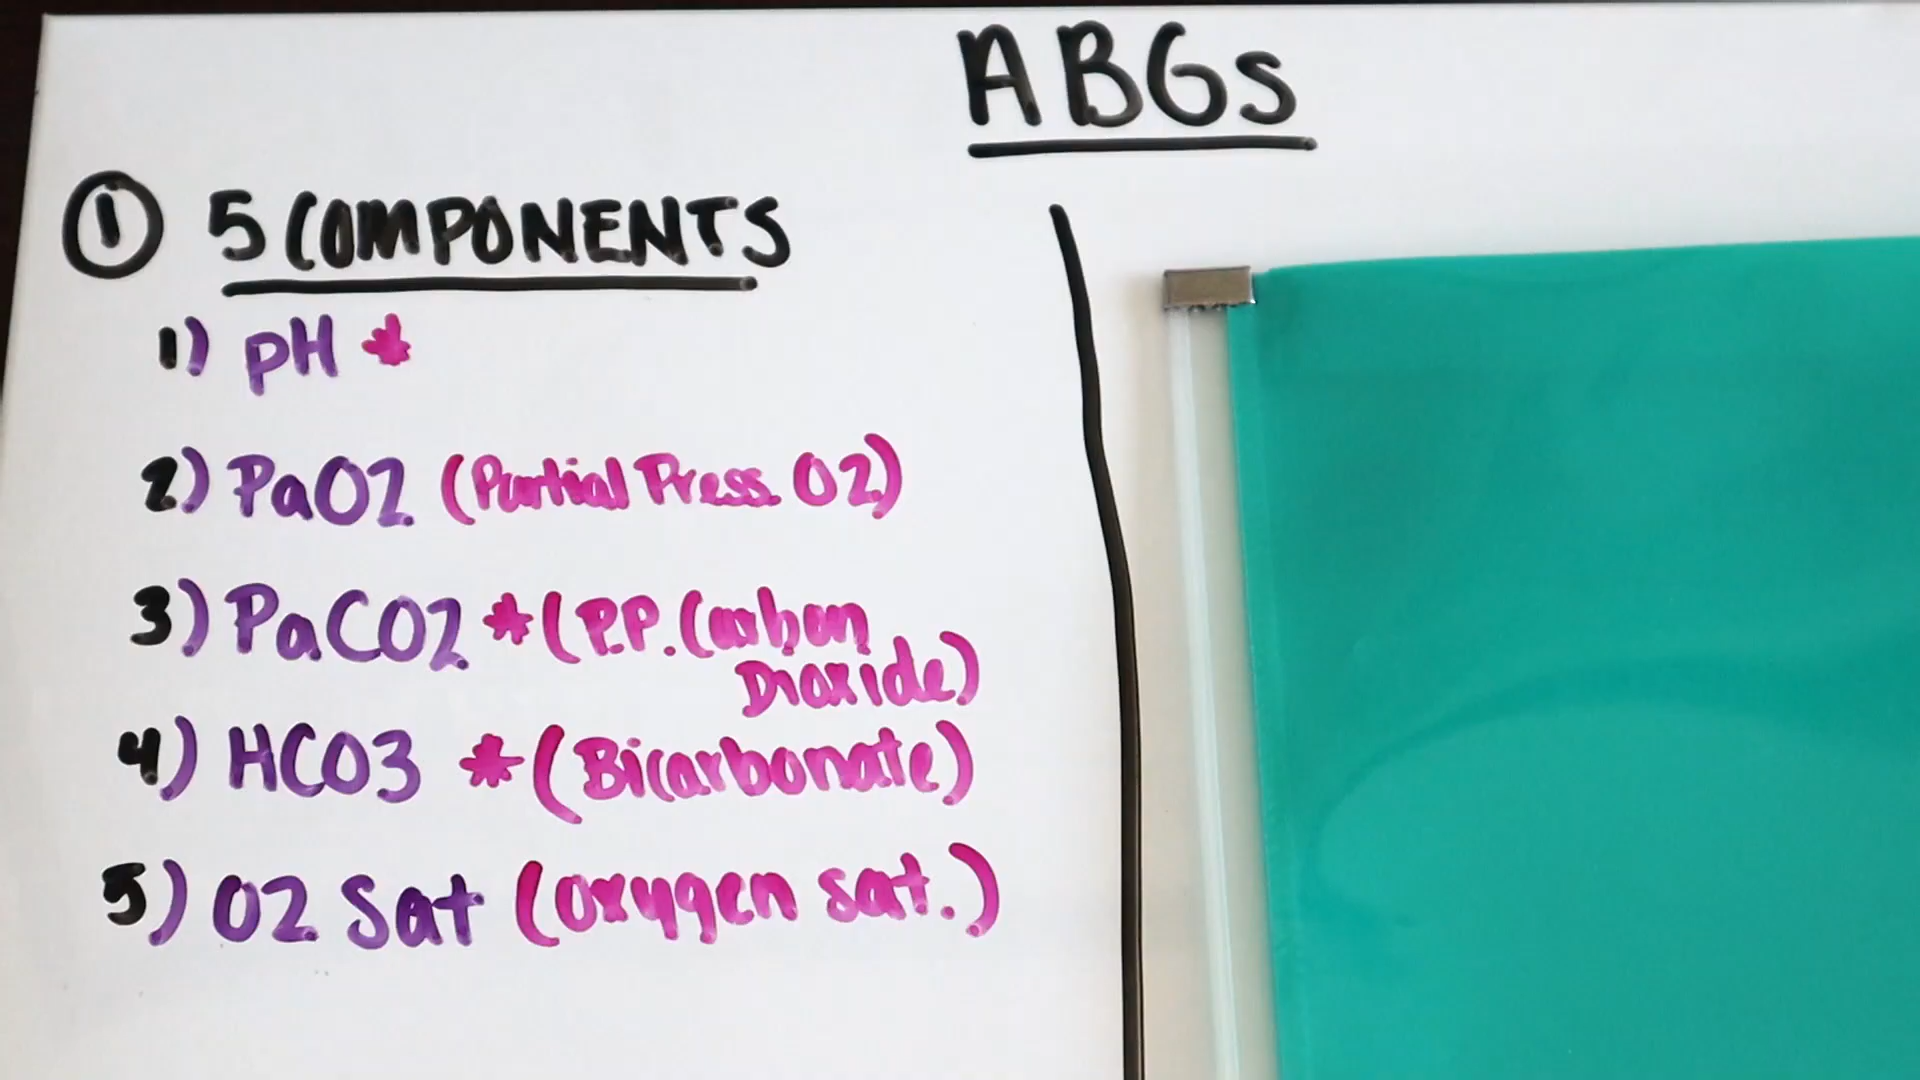 ABGs
① 5 COMPONENTS
1) pH *
2) PaO2 (Partial Press. O2)
3) PaCO2 * (P.P. Carbon
Dioxide)
4) HCO3 * (Bicarbonate)
5) O2 Sat (oxygen sat.)